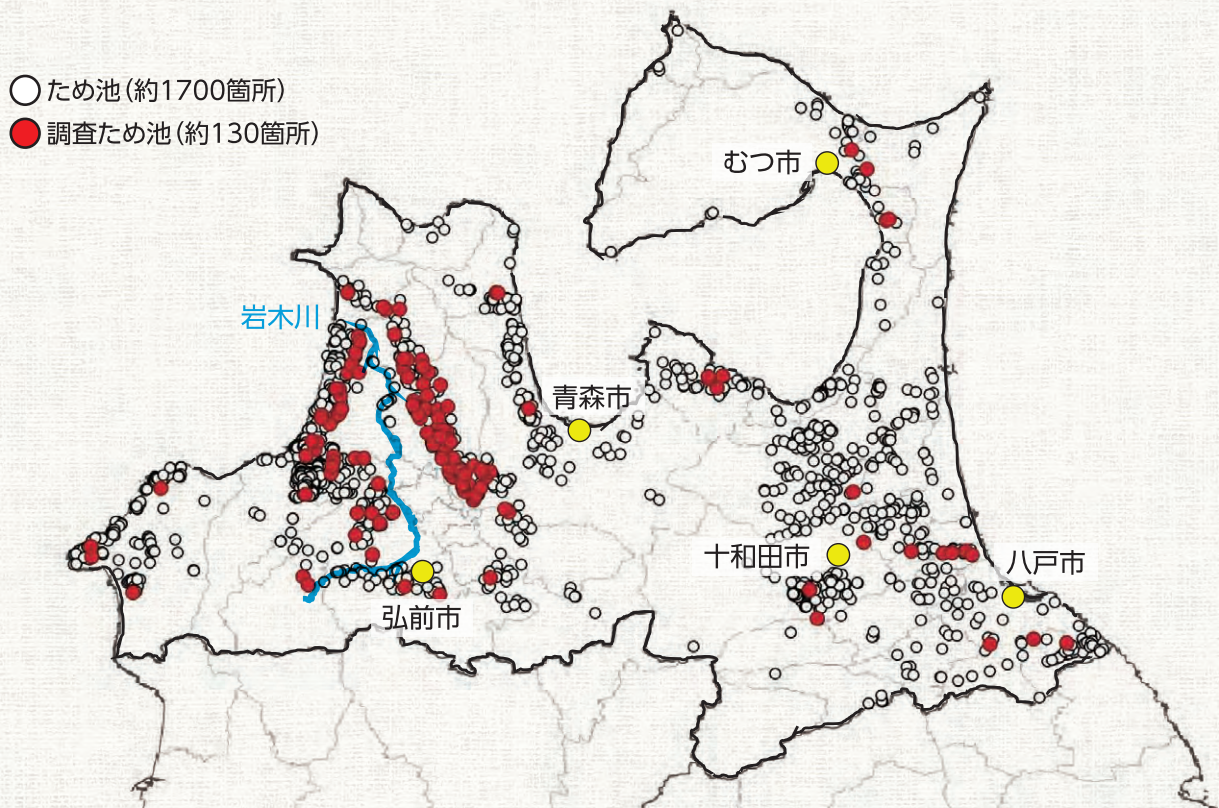 ため池（約1700箇所）
調査ため池（約130箇所）
むつ市
岩木川
青森市
十和田市
八戸市
弘前市